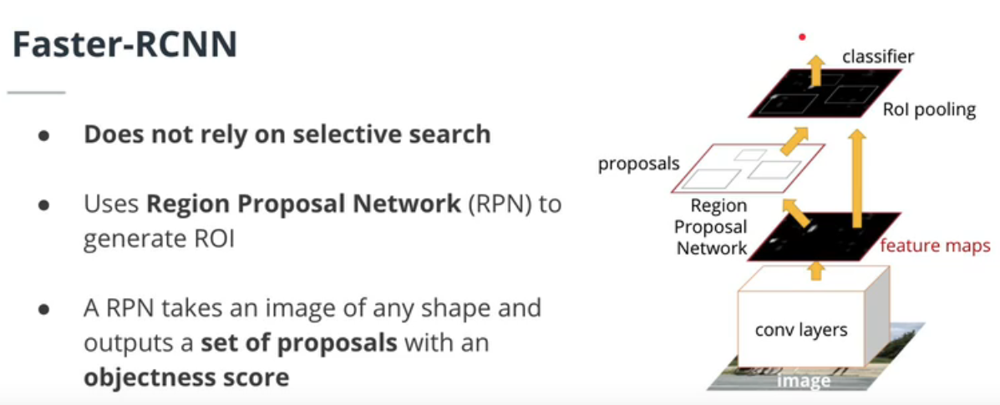 Faster-RCNN
● Does not rely on selective search
● Uses Region Proposal Network (RPN) to
generate ROI
● A RPN takes an image of any shape and
outputs a set of proposals with an
objectness score
classifier
RoI pooling
proposals
Region
Proposal
Network
feature maps
conv layers
image